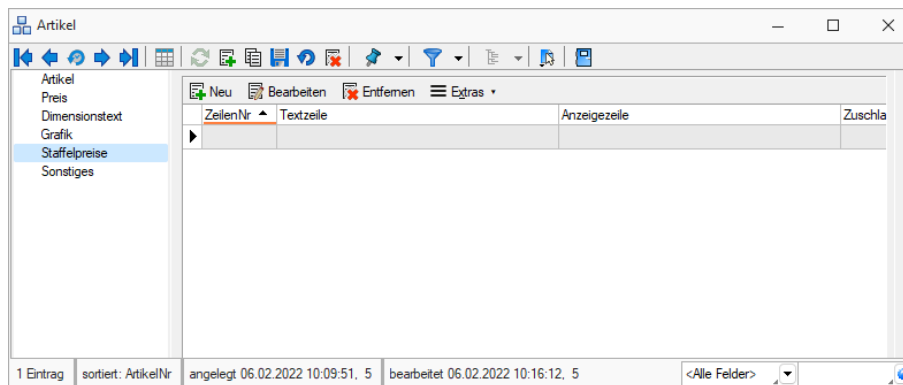 Artikel
Artikel
Preis
Dimensionstext
Grafik
Staffelpreise
Sonstiges
Neu Bearbeiten Entfernen Extras
ZeilenNr Textzeile Anzeigezeile Zuschla
1 Eintrag sortiert: ArtikelNr angelegt 06.02.2022 10:09:51, 5 bearbeitet 06.02.2022 10:16:12, 5 <Alle Felder>